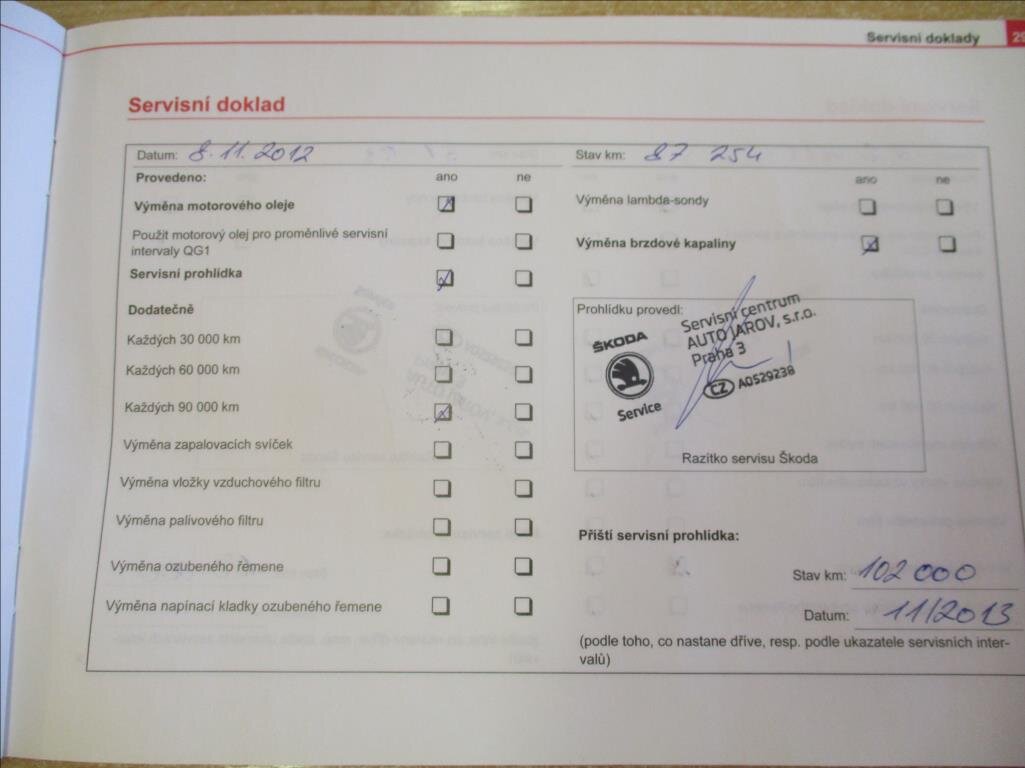 Servisní doklady
29
Servisní doklad
Datum: 8.11.2012
Stav km: 87 254
Provedeno: ano ne
ano ne
Výměna motorového oleje
Použit motorový olej pro proměnlivé servisní
intervaly QG1
Servisní prohlídka
Dodatečně
Každých 30 000 km
Každých 60 000 km
Každých 90 000 km
Výměna zapalovacích svíček
Výměna vložky vzduchového filtru
Výměna palivového filtru
Výměna ozubeného řemene
Výměna napínací kladky ozubeného řemene
Výměna lambda-sondy
Výměna brzdové kapaliny
Prohlídku provedl:
ŠKODA
Service
Servisní centrum
AUTO JAROV, s.r.o.
Praha 3
CZ A0529238
Razítko servisu Škoda
Příští servisní prohlídka:
Stav km: 102 000
Datum: 11/2013
(podle toho, co nastane dříve, resp. podle ukazatele servisních inter-
valů)